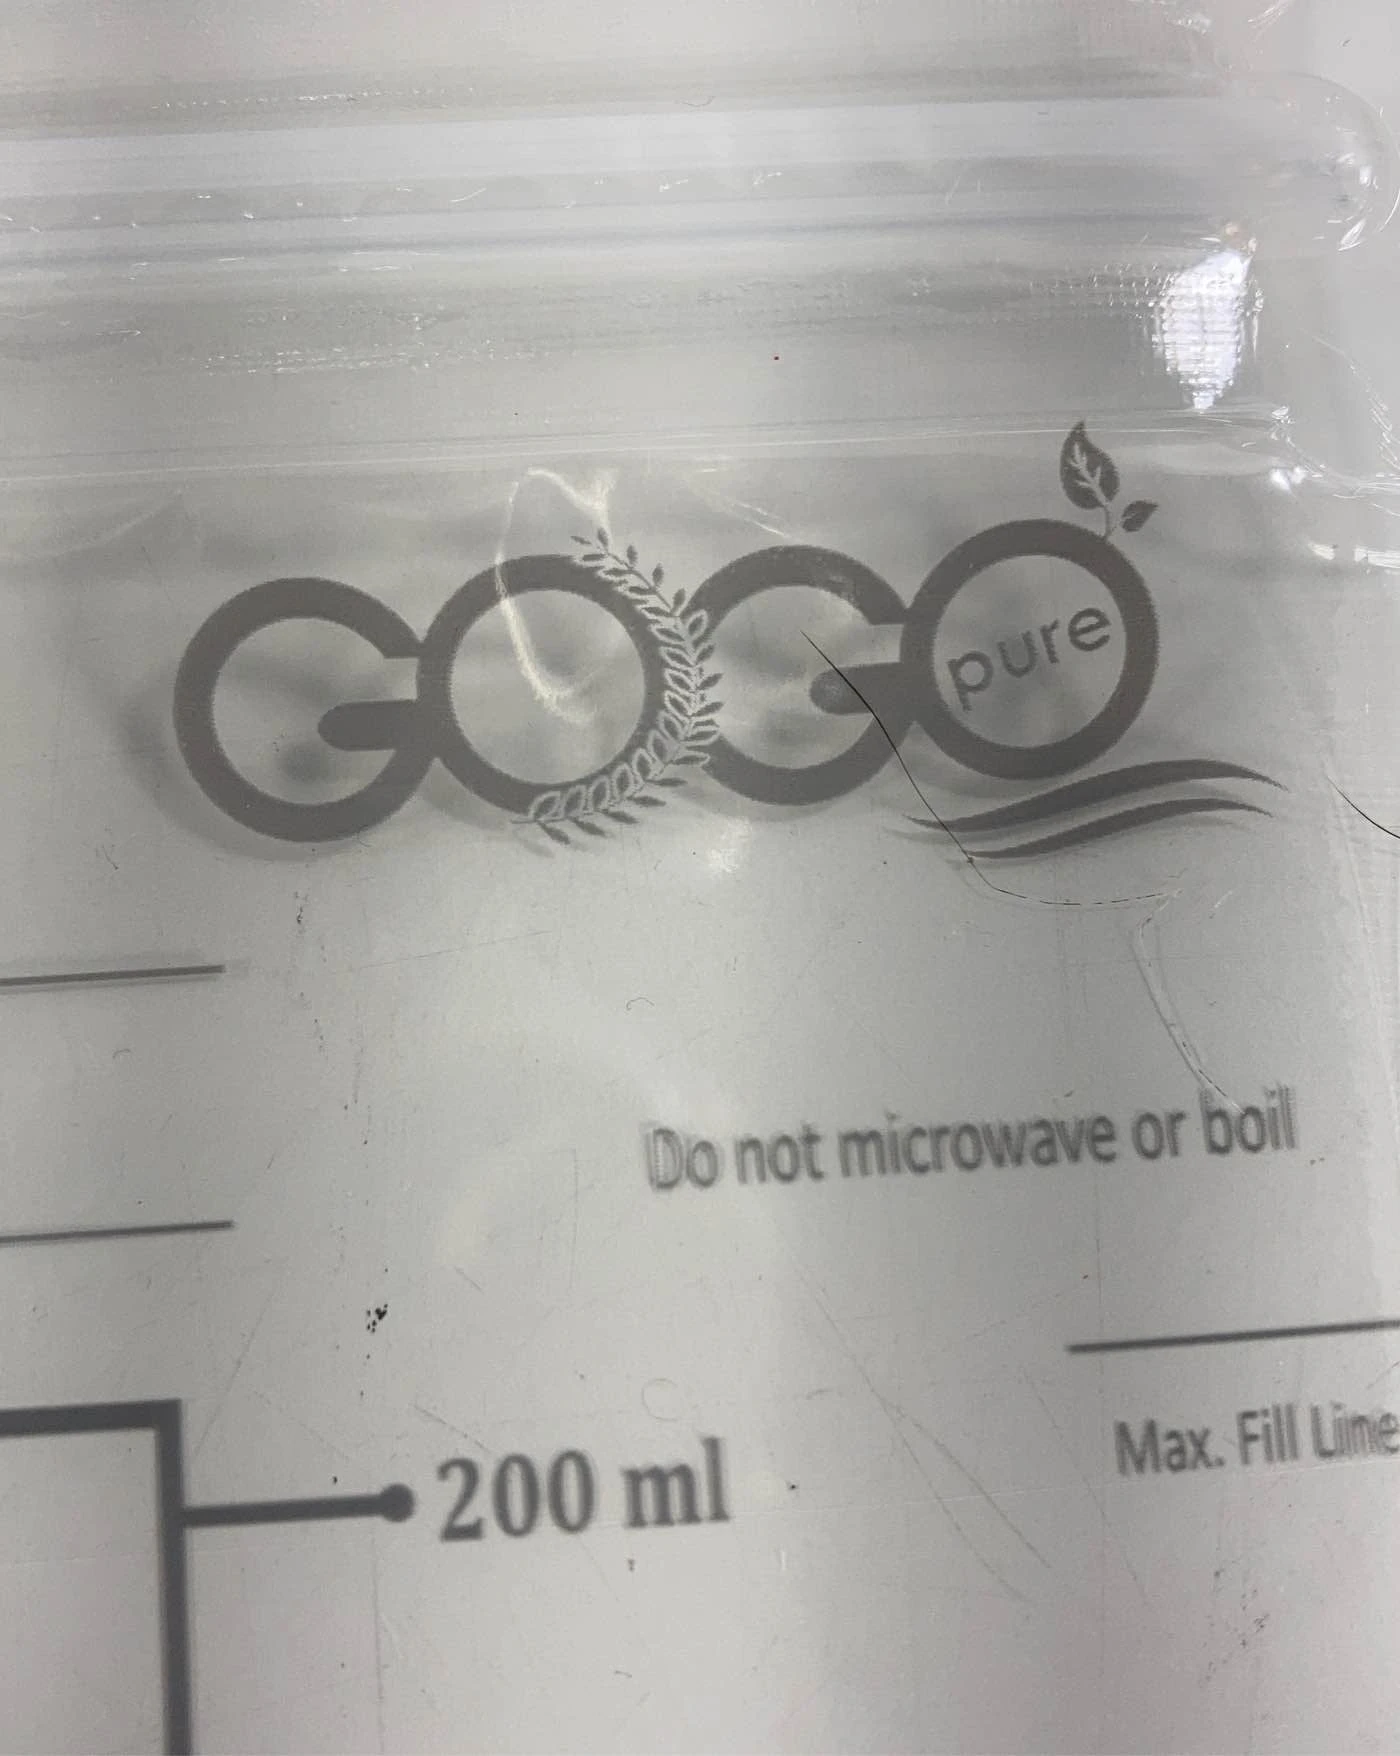 GOGO
pure
Do not microwave or boil
Max. Fill Line
200 ml